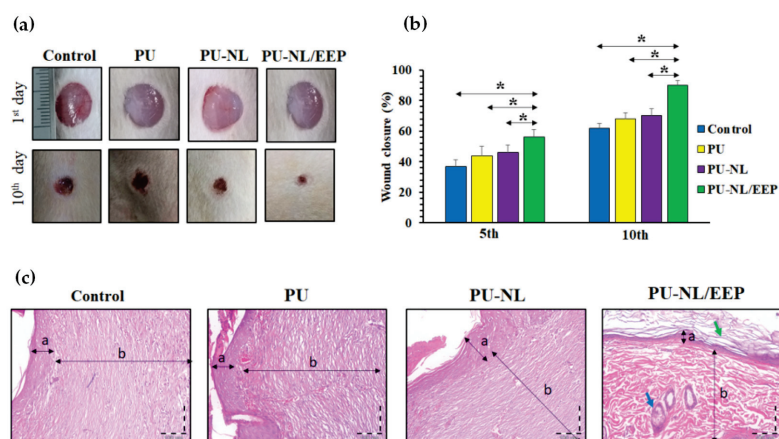 (a)
Control PU PU-NL PU-NL/EEP
1st day
10th day
(b)
* * *
* * *
Wound closure (%)
100
80
60
40
20
0
5th 10th
Control
PU
PU-NL
PU-NL/EEP
(c)
Control PU PU-NL PU-NL/EEP
a b
a b
a b
a b